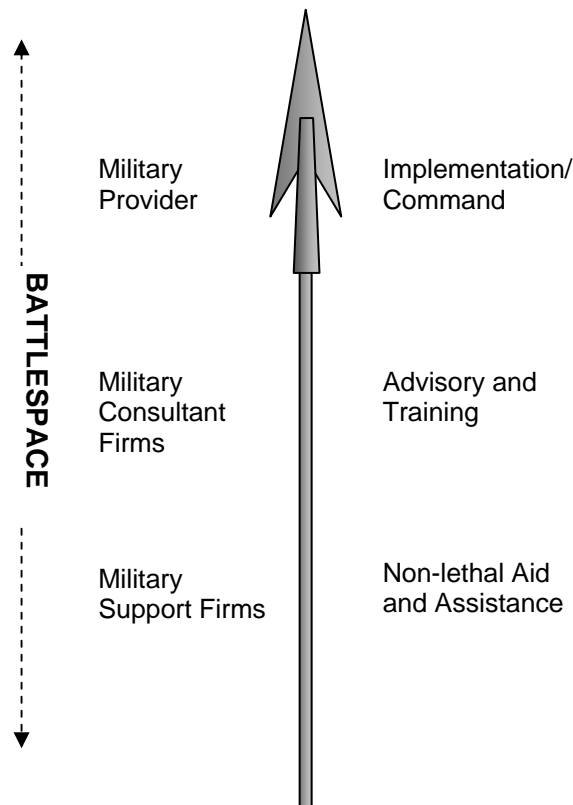 Military
Provider
Implementation/
Command
BATTLESPACE
Military
Consultant
Firms
Advisory and
Training
Military
Support Firms
Non-lethal Aid
and Assistance